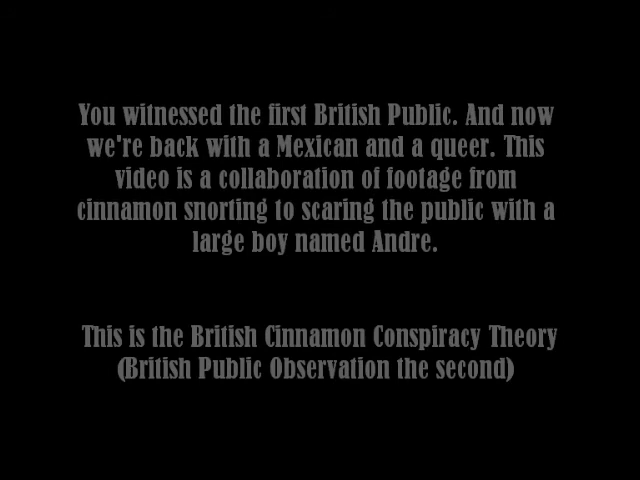 You witnessed the first British Public. And now
we're back with a Mexican and a queer. This
video is a collaboration of footage from
cinnamon snorting to scaring the public with a
large boy named Andre.
This is the British Cinnamon Conspiracy Theory
(British Public Observation the second)